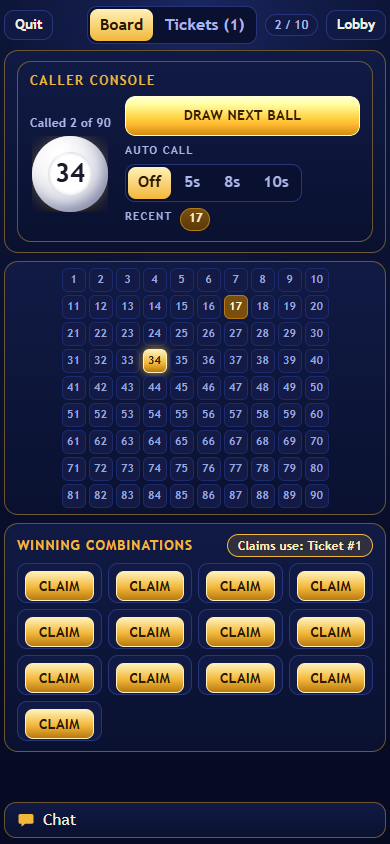 Quit Board Tickets (1) 2 / 10 Lobby
CALLER CONSOLE
Called 2 of 90
34
DRAW NEXT BALL
AUTO CALL
Off 5s 8s 10s
RECENT 17
1 2 3 4 5 6 7 8 9 10
11 12 13 14 15 16 17 18 19 20
21 22 23 24 25 26 27 28 29 30
31 32 33 34 35 36 37 38 39 40
41 42 43 44 45 46 47 48 49 50
51 52 53 54 55 56 57 58 59 60
61 62 63 64 65 66 67 68 69 70
71 72 73 74 75 76 77 78 79 80
81 82 83 84 85 86 87 88 89 90
WINNING COMBINATIONS Claims use: Ticket #1
CLAIM CLAIM CLAIM CLAIM
CLAIM CLAIM CLAIM CLAIM
CLAIM CLAIM CLAIM CLAIM
CLAIM
Chat